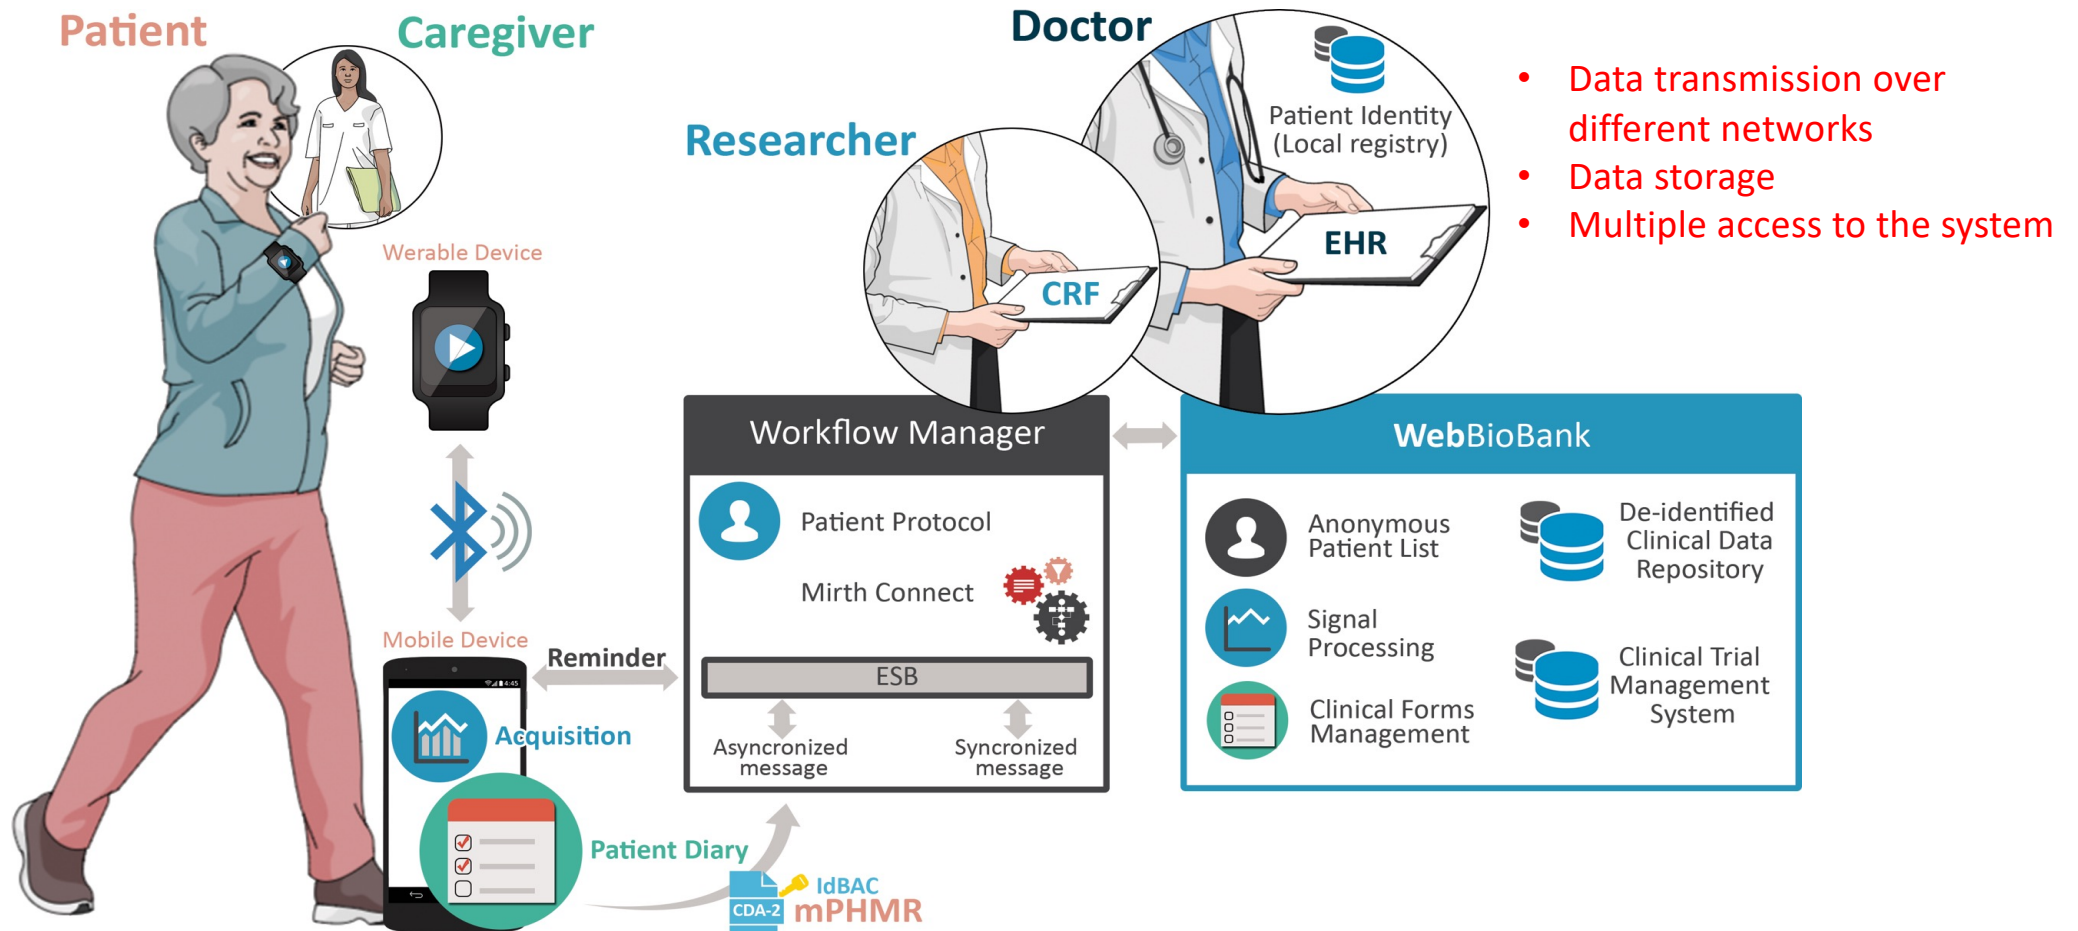 Patient
Caregiver
Doctor
Researcher
Patient Identity
(Local registry)
EHR
CRF
• Data transmission over
different networks
• Data storage
• Multiple access to the system
Werable Device
Mobile Device
4:45
Reminder
Acquisition
Patient Diary
CDA-2
IdBAC
mPHMR
Workflow Manager
Patient Protocol
Mirth Connect
ESB
Asyncronized
message
Syncronized
message
WebBioBank
Anonymous
Patient List
Signal
Processing
Clinical Forms
Management
De-identified
Clinical Data
Repository
Clinical Trial
Management
System